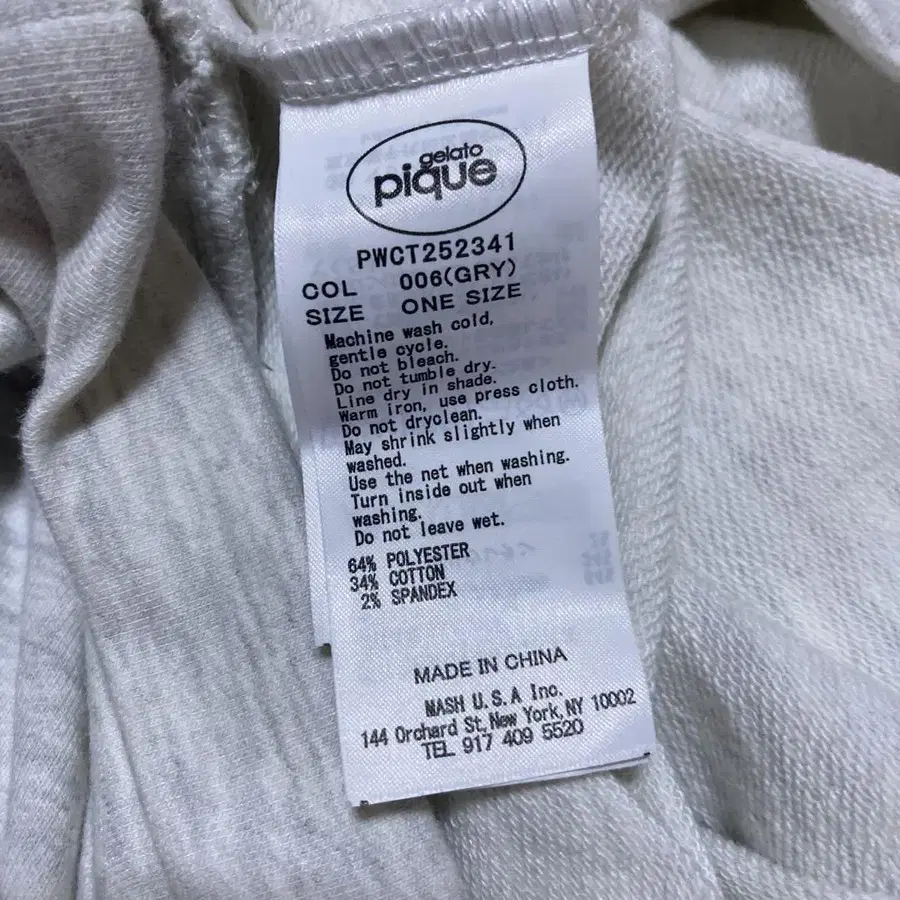 gelato
pique
PWCT252341
COL 006(GRY)
SIZE ONE SIZE
Machine wash cold,
gentle cycle.
Do not bleach.
Do not tumble dry.
Line dry in shade.
Warm iron, use press cloth.
Do not dryclean.
May shrink slightly when
washed.
Use the net when washing.
Turn inside out when
washing.
Do not leave wet.
64% POLYESTER
34% COTTON
2% SPANDEX
MADE IN CHINA
MASH U.S.A Inc.
144 Orchard St, New York, NY 10002
TEL 917 409 5520